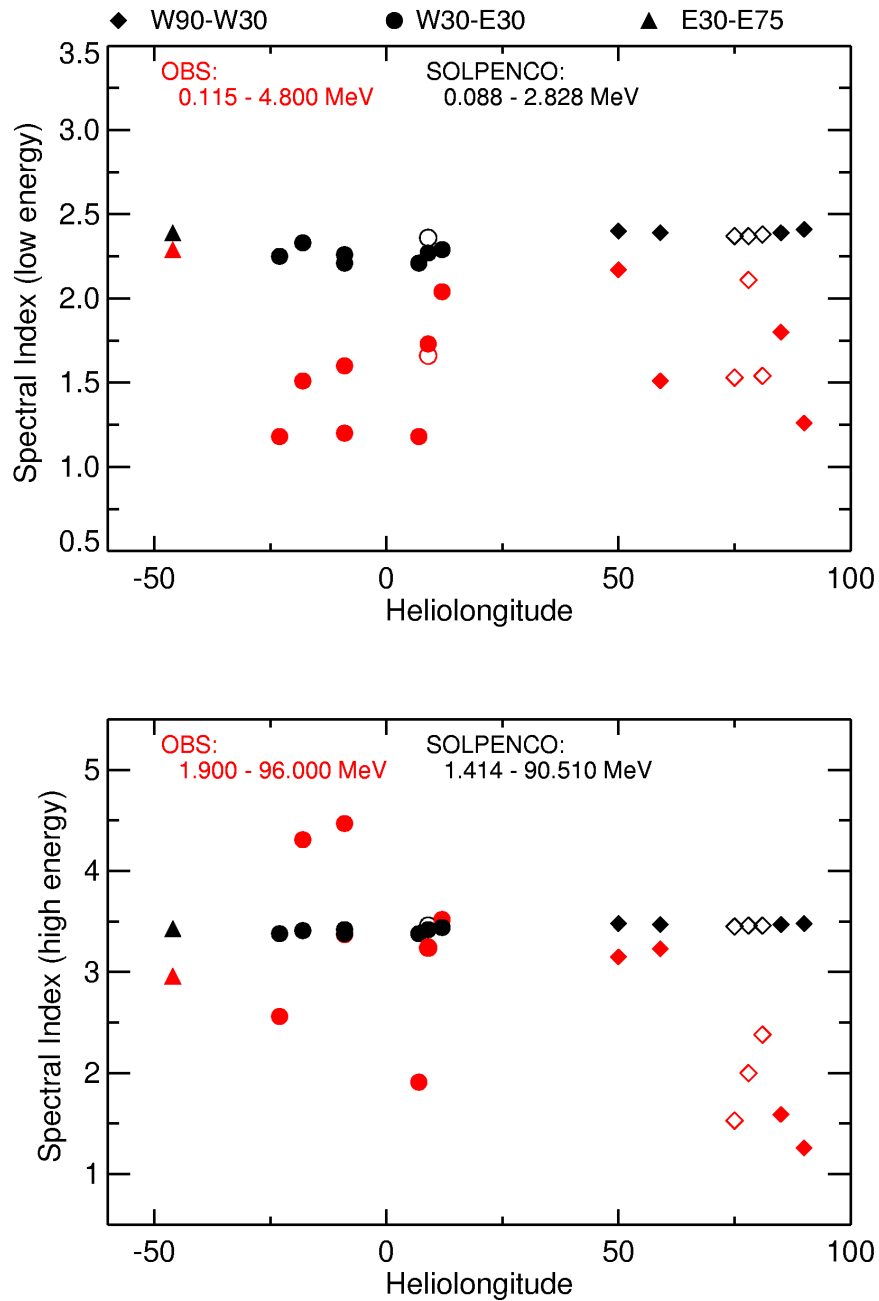 W90-W30 W30-E30 E30-E75
OBS: SOLPENCO:
0.115 - 4.800 MeV 0.088 - 2.828 MeV
Spectral Index (low energy)
3.5
3.0
2.5
2.0
1.5
1.0
0.5
-50 0 50 100
Heliolongitude
OBS: SOLPENCO:
1.900 - 96.000 MeV 1.414 - 90.510 MeV
Spectral Index (high energy)
5
4
3
2
1
-50 0 50 100
Heliolongitude